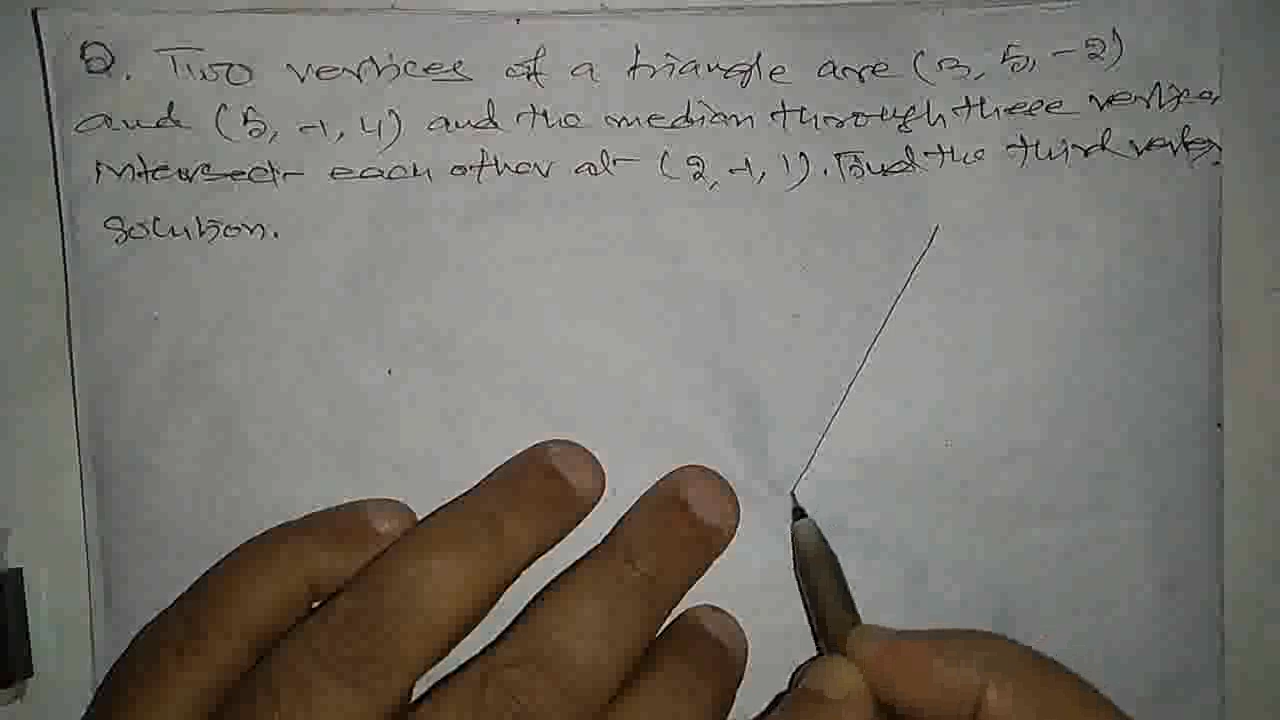 Q. Two vertices of a triangle are (3, 5, -2)
and (5, -1, 4) and the median through these vertices
intersect each other at (2, -1, 1). Find the third vertex.
Solution.